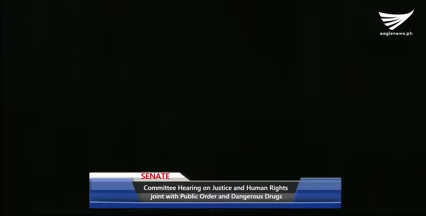 eaglenews.ph
SENATE
Committee Hearing on Justice and Human Rights
joint with Public Order and Dangerous Drugs